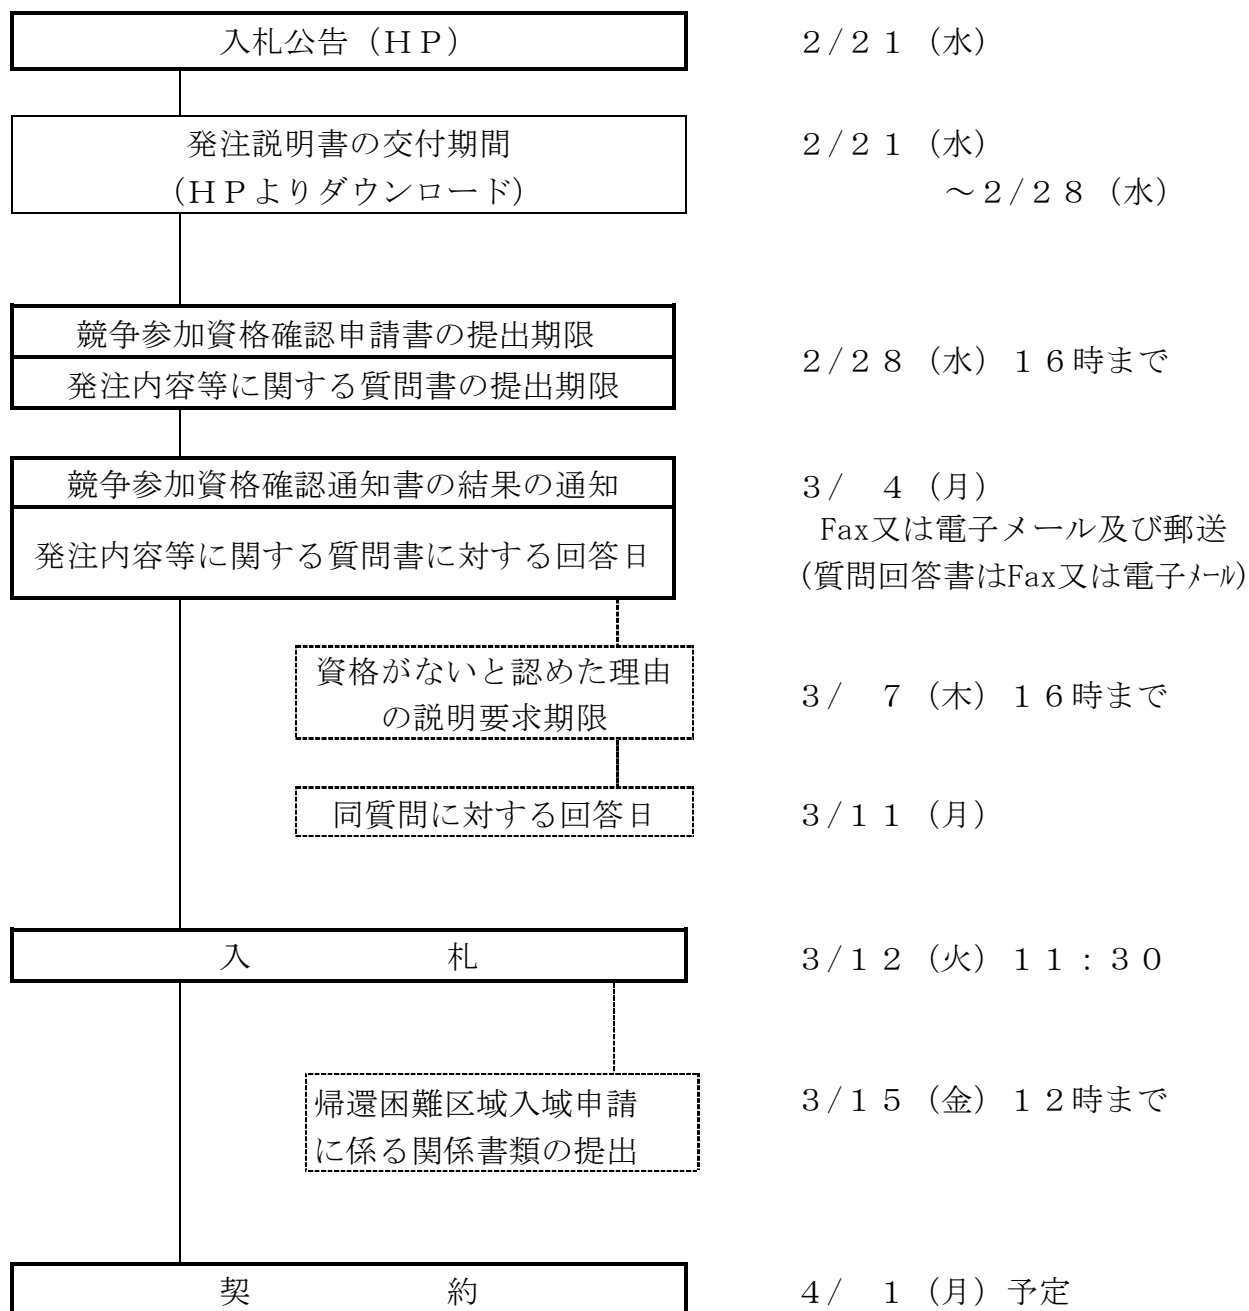 入札公告（ＨＰ） ２/２１（水）
発注説明書の交付期間 ２/２１（水）
（ＨＰよりダウンロード） ～２/２８（水）
競争参加資格確認申請書の提出期限
２/２８（水）１６時まで
発注内容等に関する質問書の提出期限
競争参加資格確認通知書の結果の通知 ３/　４（月）
Fax又は電子メール及び郵送
発注内容等に関する質問書に対する回答日
(質問回答書はFax又は電子ﾒｰﾙ)
資格がないと認めた理由
の説明要求期限
３/　７（木）１６時まで
同質問に対する回答日 ３/１１（月）
入　　　　　　札 ３/１２（火）１１：３０
帰還困難区域入域申請 ３/１５（金）１２時まで
に係る関係書類の提出
契　　　　　　約 ４/　１（月）予定